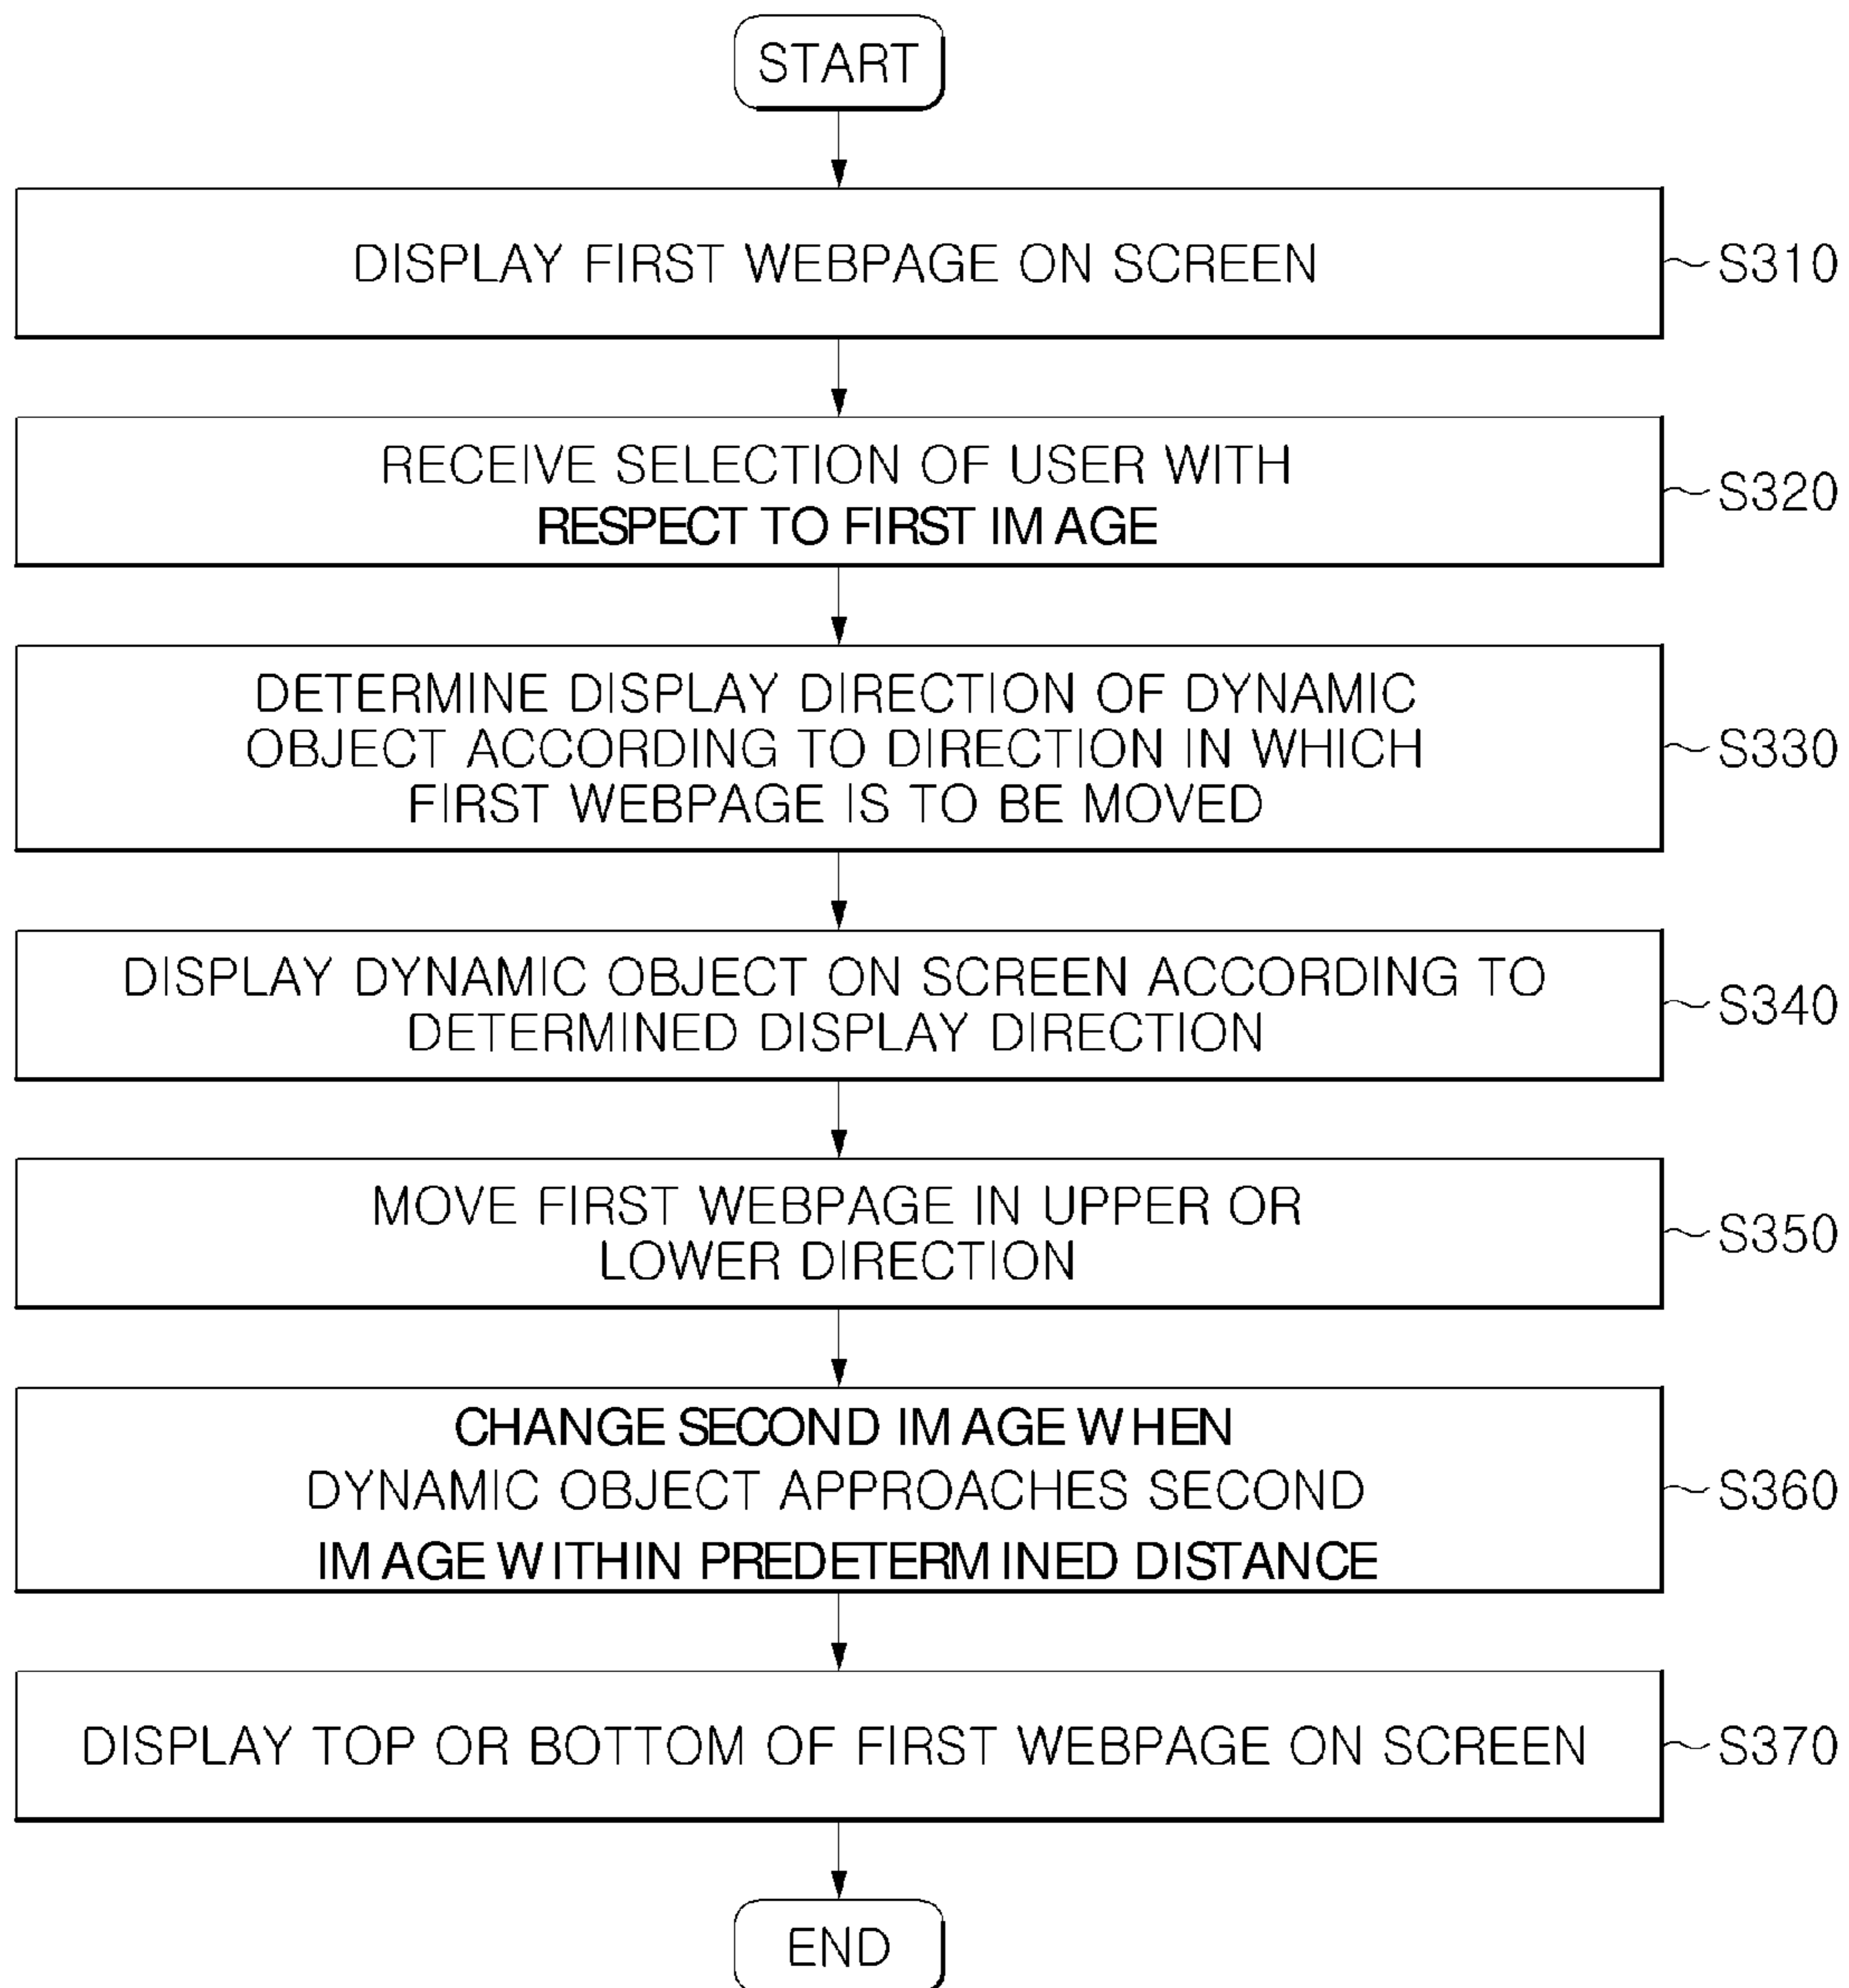 START
DISPLAY FIRST WEBPAGE ON SCREEN
S310
RECEIVE SELECTION OF USER WITH
RESPECT TO FIRST IMAGE
S320
DETERMINE DISPLAY DIRECTION OF DYNAMIC
OBJECT ACCORDING TO DIRECTION IN WHICH
FIRST WEBPAGE IS TO BE MOVED
S330
DISPLAY DYNAMIC OBJECT ON SCREEN ACCORDING TO
DETERMINED DISPLAY DIRECTION
S340
MOVE FIRST WEBPAGE IN UPPER OR
LOWER DIRECTION
S350
CHANGE SECOND IMAGE WHEN
DYNAMIC OBJECT APPROACHES SECOND
IMAGE WITHIN PREDETERMINED DISTANCE
S360
DISPLAY TOP OR BOTTOM OF FIRST WEBPAGE ON SCREEN
S370
END